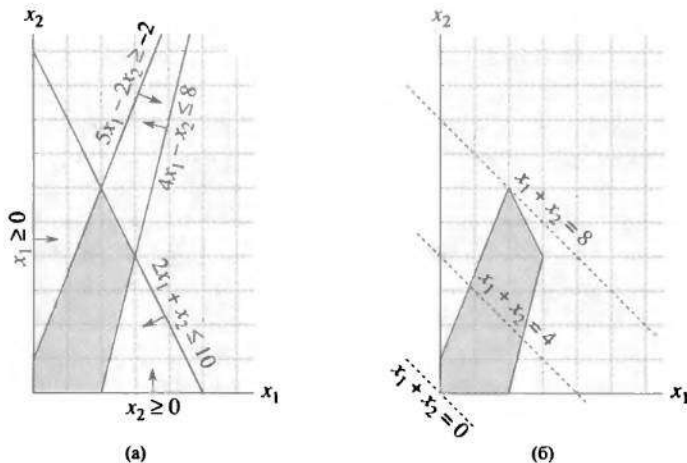 x₂
5x₁ − 2x₂ ≥ −2
4x₁ − x₂ ≤ 8
x₁ ≥ 0
2x₁ + x₂ ≤ 10
x₁
x₂ ≥ 0
(а)
x₂
x₁ + x₂ = 8
x₁ + x₂ = 4
x₁ + x₂ = 0
x₁
(б)